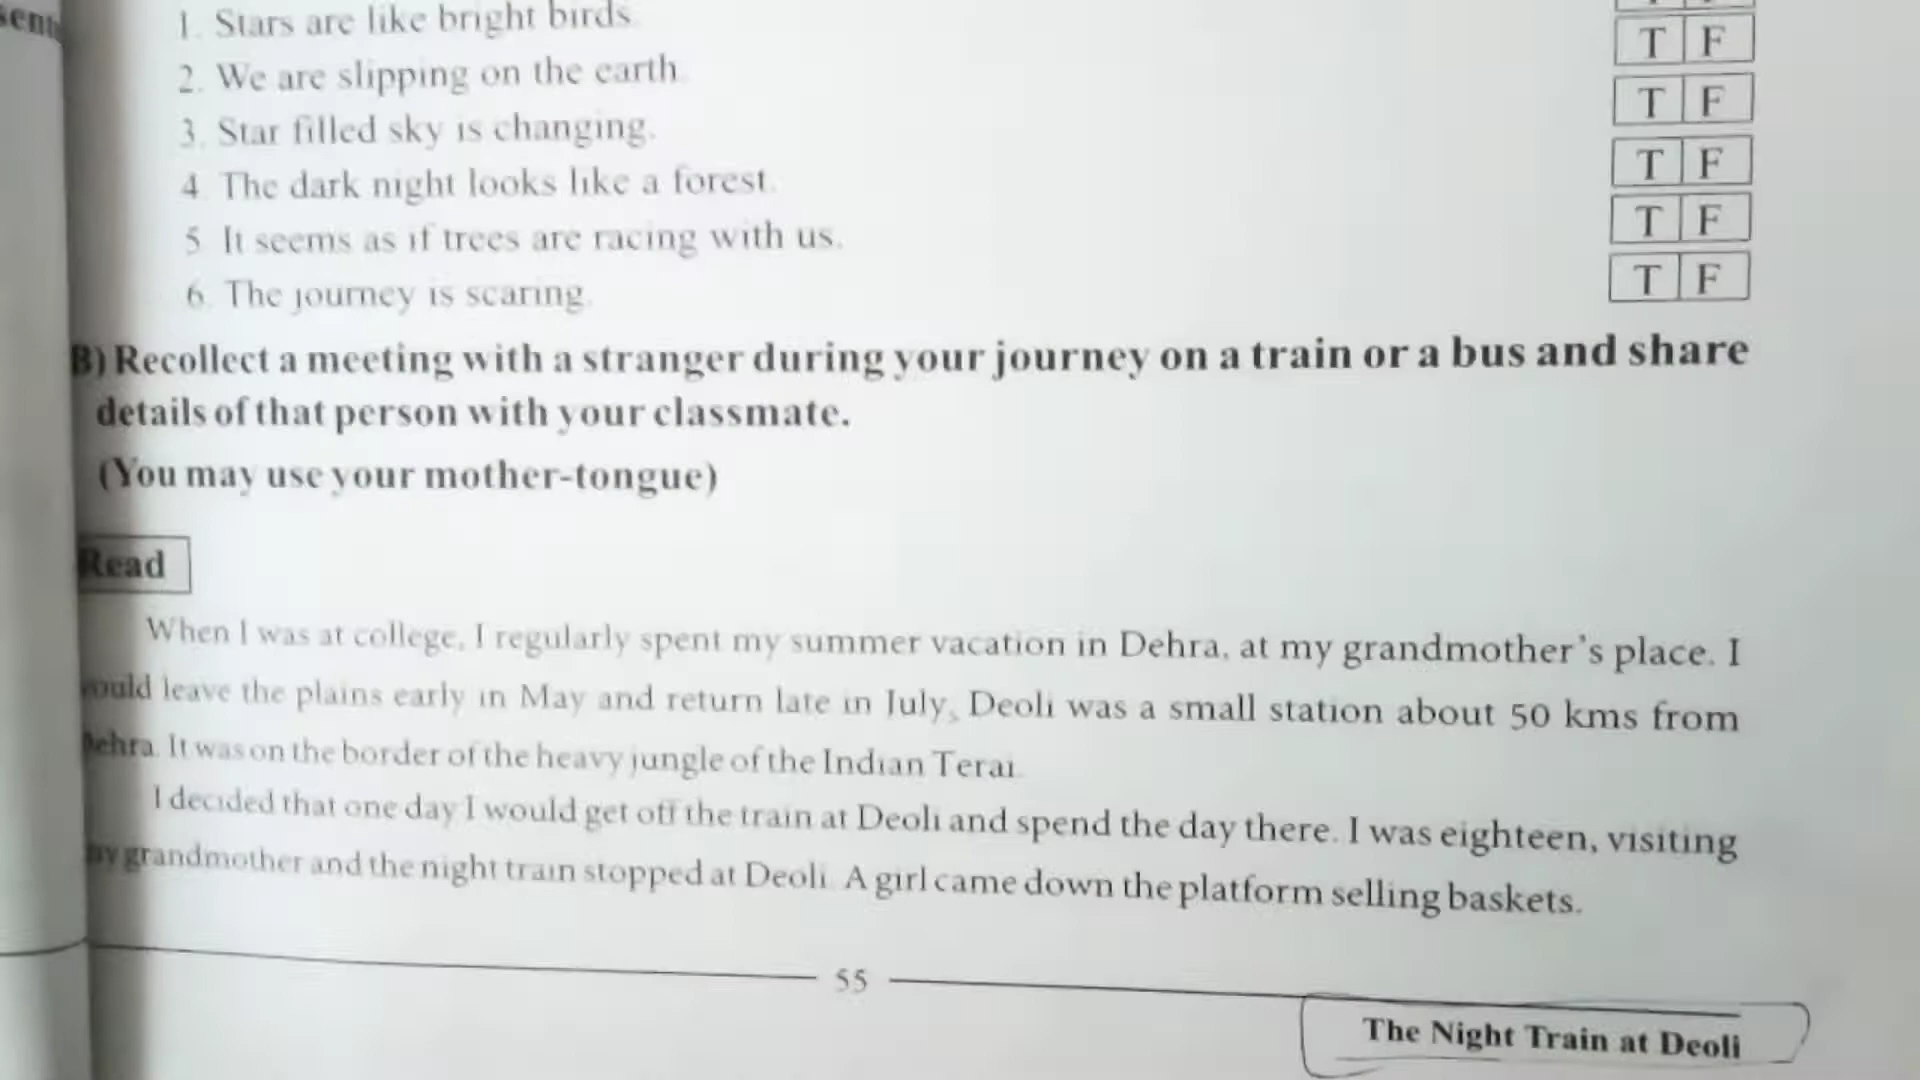 1. Stars are like bright birds.
2. We are slipping on the earth.
T F
3. Star filled sky is changing.
T F
4. The dark night looks like a forest.
T F
5. It seems as if trees are racing with us.
T F
6. The journey is scaring.
T F
B) Recollect a meeting with a stranger during your journey on a train or a bus and share
details of that person with your classmate.
(You may use your mother-tongue)
Read
When I was at college, I regularly spent my summer vacation in Dehra, at my grandmother's place. I
would leave the plains early in May and return late in July. Deoli was a small station about 50 kms from
Dehra. It was on the border of the heavy jungle of the Indian Terai.
I decided that one day I would get off the train at Deoli and spend the day there. I was eighteen, visiting
my grandmother and the night train stopped at Deoli. A girl came down the platform selling baskets.
55
The Night Train at Deoli